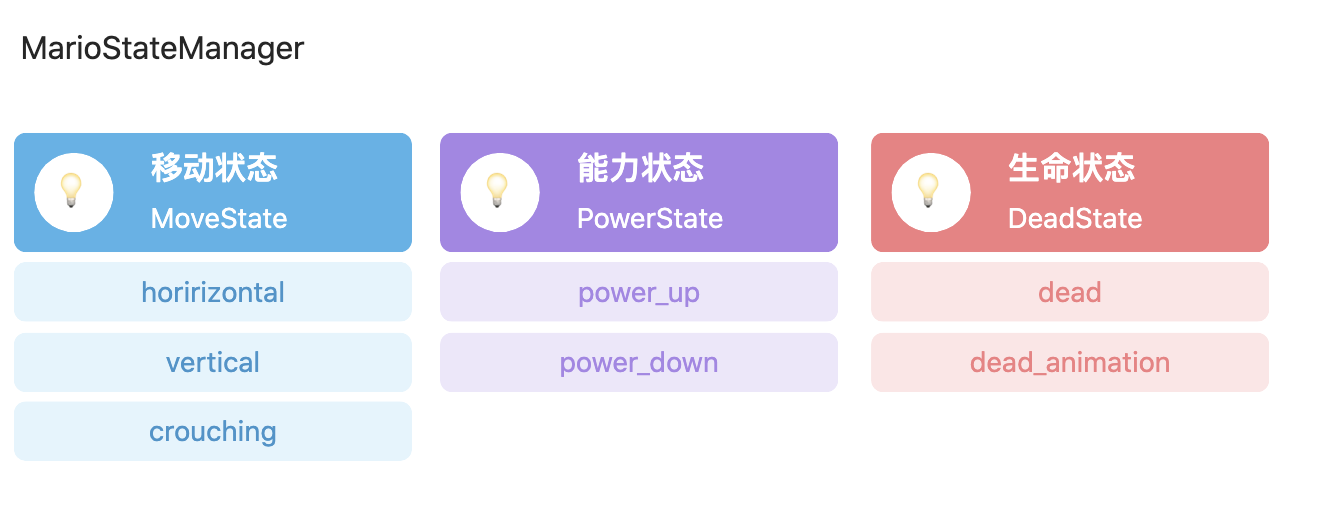 MarioStateManager
移动状态
MoveState
horirizontal
vertical
crouching
能力状态
PowerState
power_up
power_down
生命状态
DeadState
dead
dead_animation